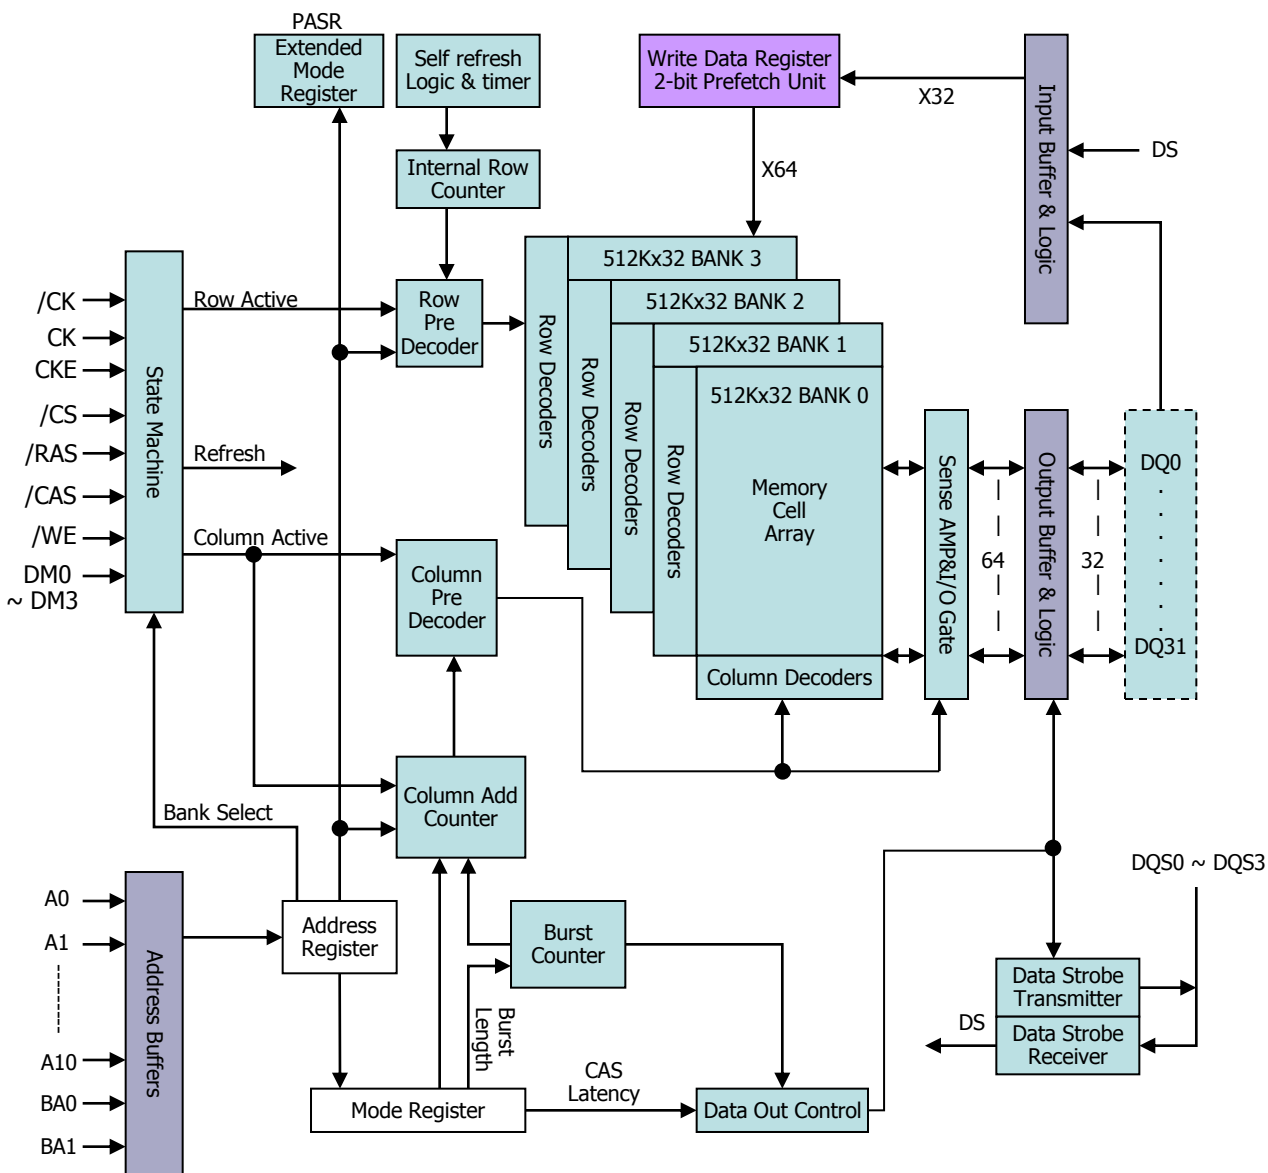 PASR
Extended
Mode
Register
Self refresh
Logic & timer
Write Data Register
2-bit Prefetch Unit
X32
Input Buffer & Logic
DS
X64
Internal Row
Counter
512Kx32 BANK 3
512Kx32 BANK 2
512Kx32 BANK 1
512Kx32 BANK 0
Row Decoders
Row Decoders
Row Decoders
Row Decoders
Memory
Cell
Array
Column Decoders
/CK
CK
CKE
/CS
/RAS
/CAS
/WE
DM0
~ DM3
State Machine
Row Active
Refresh
Column Active
Row
Pre
Decoder
Column
Pre
Decoder
Sense AMP&I/O Gate
64
Output Buffer & Logic
32
DQ0
.
.
.
.
.
.
.
DQ31
Bank Select
Column Add
Counter
A0
A1
A10
BA0
BA1
Address Buffers
Address
Register
Burst
Counter
Burst
Length
Mode Register
CAS
Latency
Data Out Control
DQS0 ~ DQS3
Data Strobe
Transmitter
Data Strobe
Receiver
DS